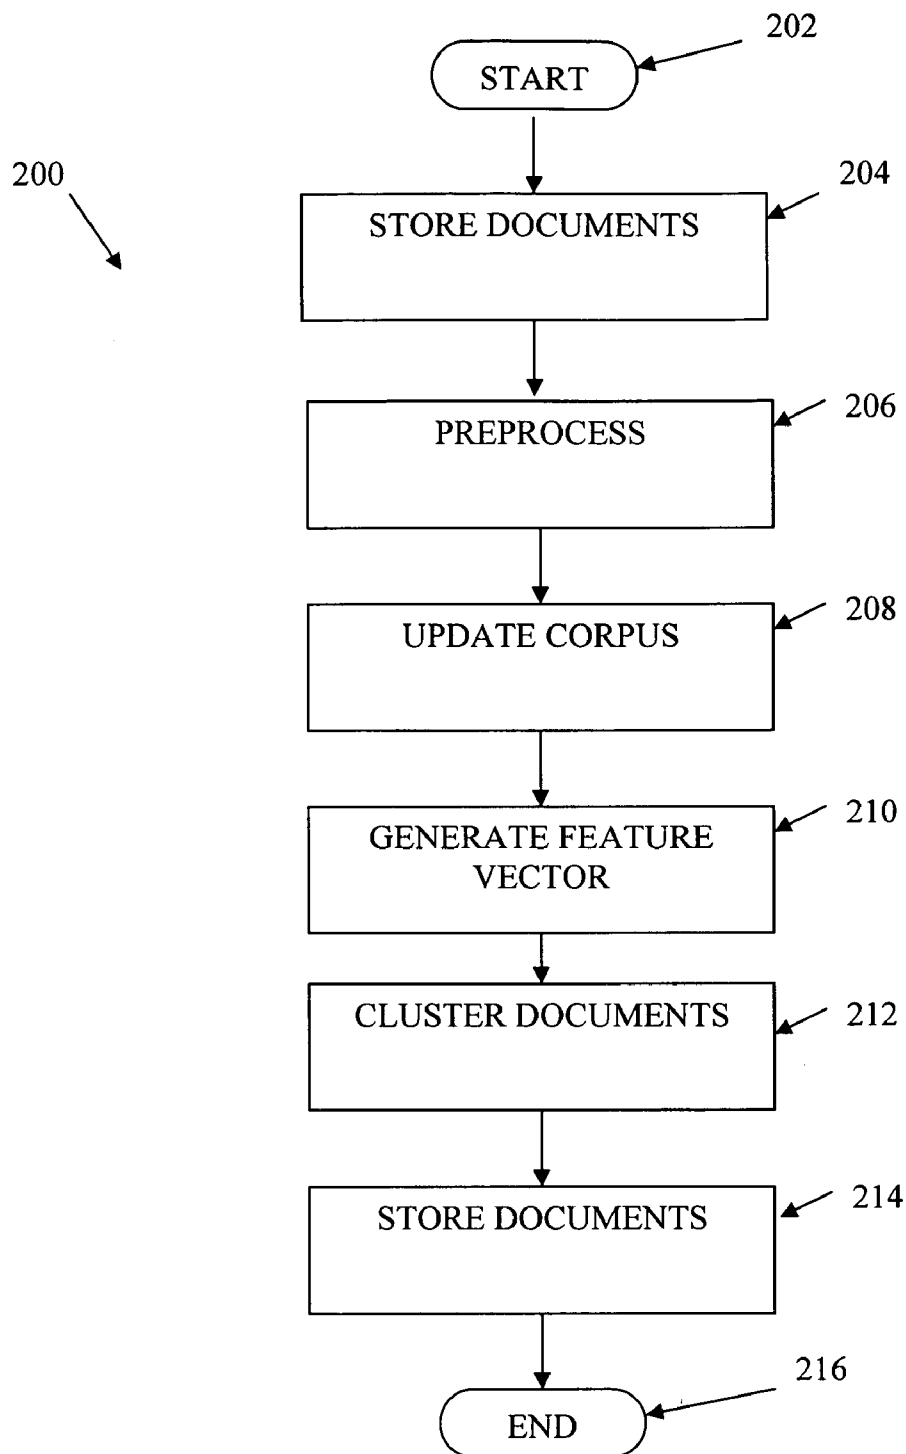 202
START
200
204
STORE DOCUMENTS
206
PREPROCESS
208
UPDATE CORPUS
210
GENERATE FEATURE
VECTOR
CLUSTER DOCUMENTS
212
STORE DOCUMENTS
214
216
END